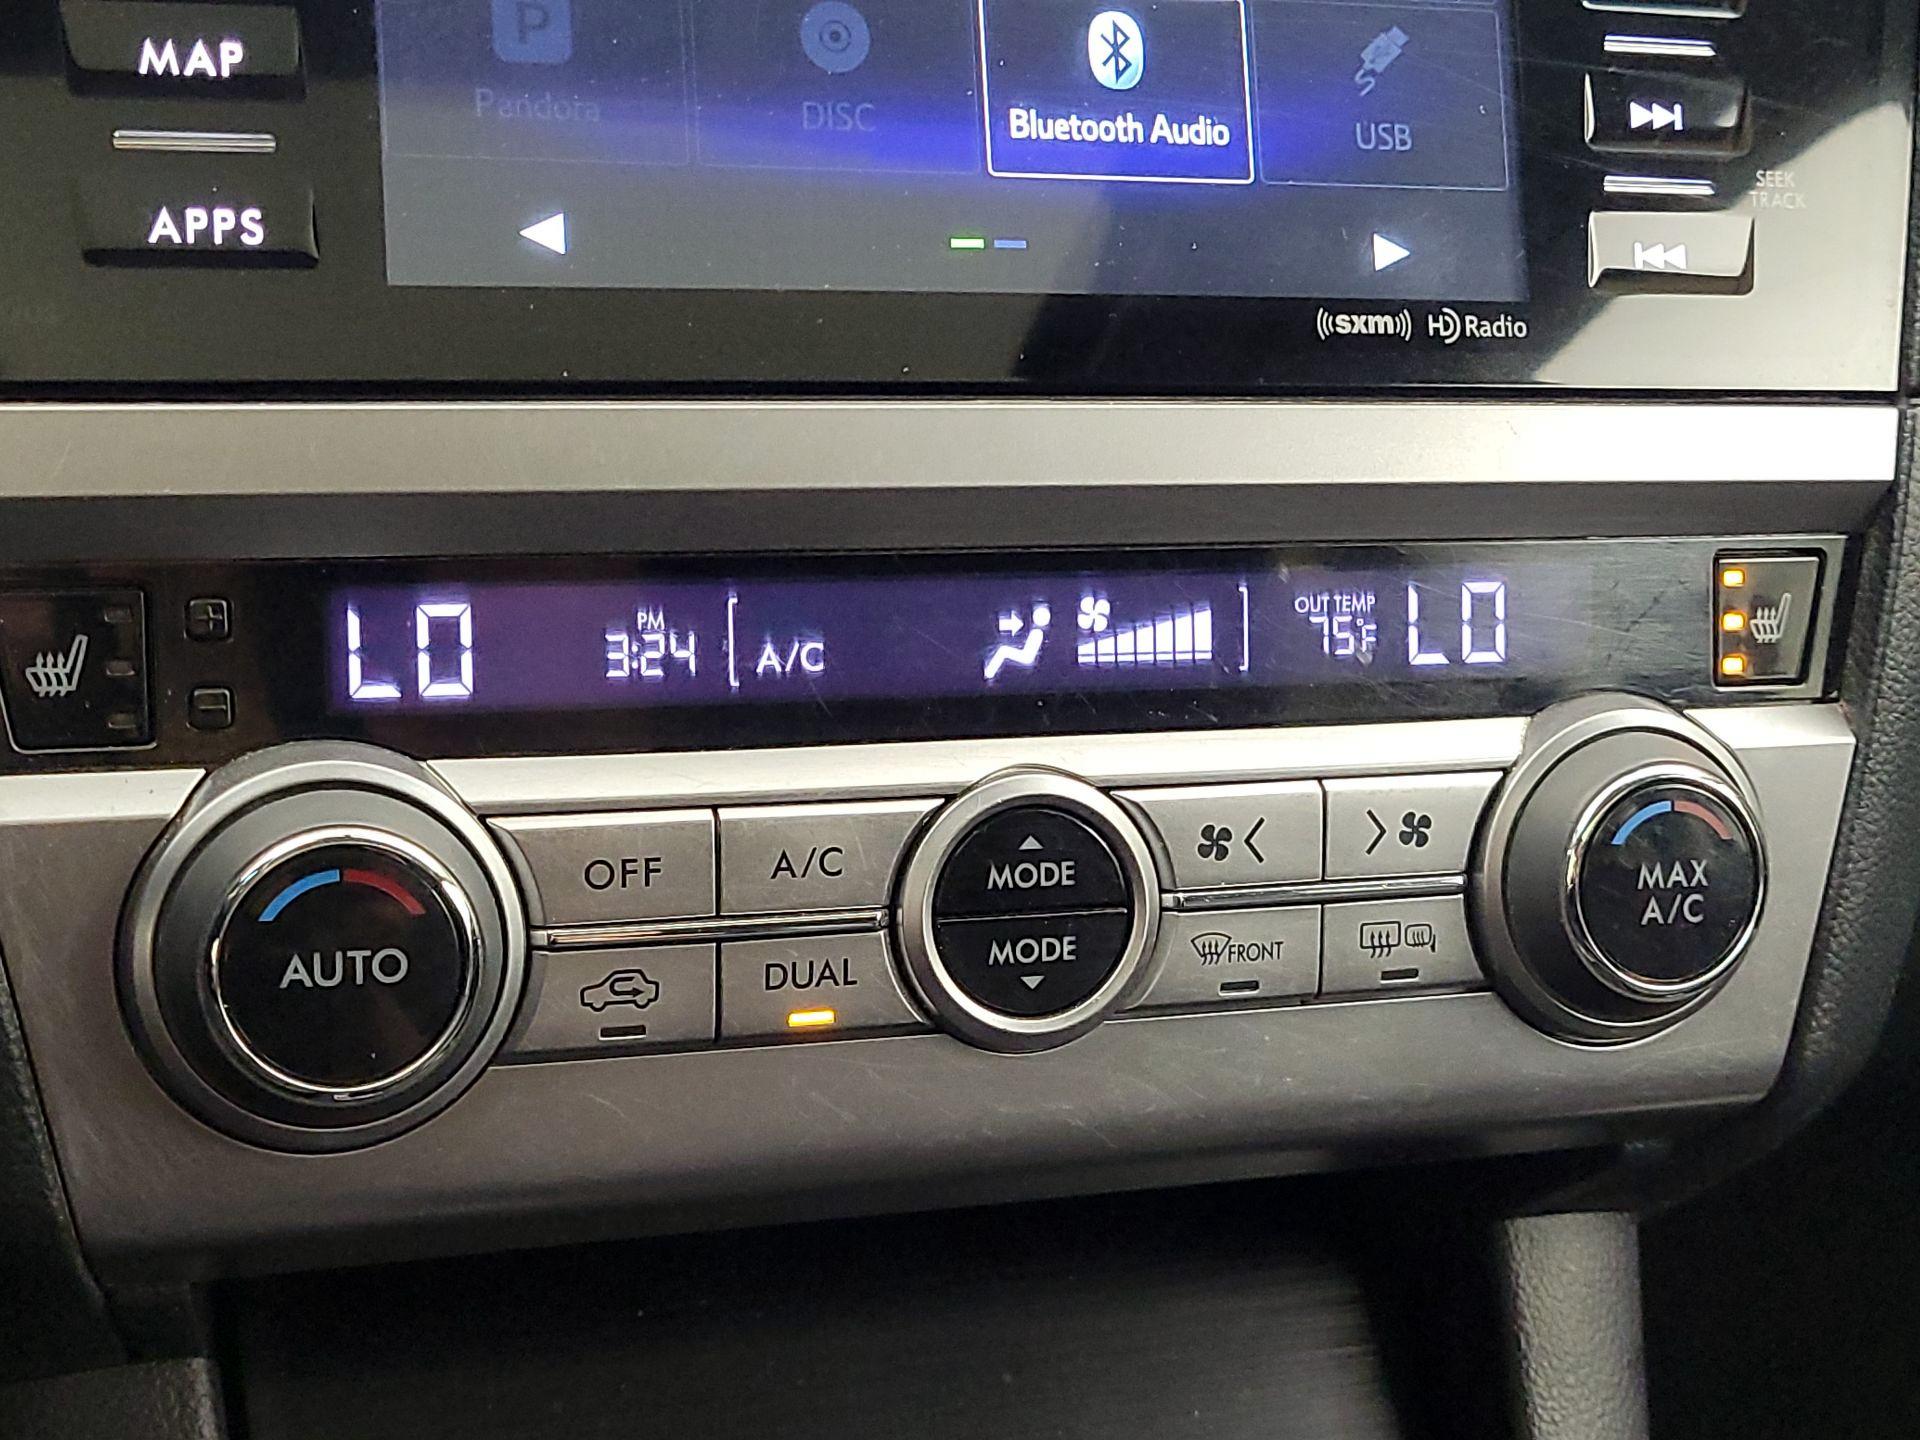 MAP
APPS
P
Pandora
DISC
Bluetooth Audio
USB
SEEK
TRACK
((sxm)) HD Radio
LO
PM
3:24
A/C
OUT TEMP
75°F
LO
AUTO
OFF
A/C
DUAL
MODE
MODE
FRONT
MAX
A/C